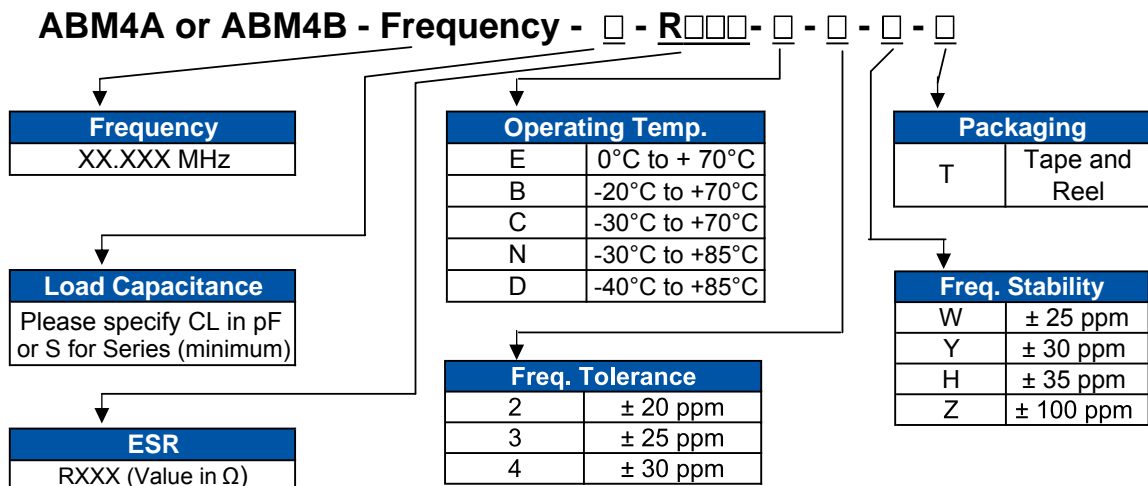 ABM4A or ABM4B - Frequency - □ - R□□□- □ - □ - □ - □
Frequency
XX.XXX MHz
Load Capacitance
Please specify CL in pF
or S for Series (minimum)
ESR
RXXX (Value in Ω)
Operating Temp.
E 0°C to + 70°C
B -20°C to +70°C
C -30°C to +70°C
N -30°C to +85°C
D -40°C to +85°C
Freq. Tolerance
2 ± 20 ppm
3 ± 25 ppm
4 ± 30 ppm
Packaging
T Tape and
Reel
Freq. Stability
W ± 25 ppm
Y ± 30 ppm
H ± 35 ppm
Z ± 100 ppm